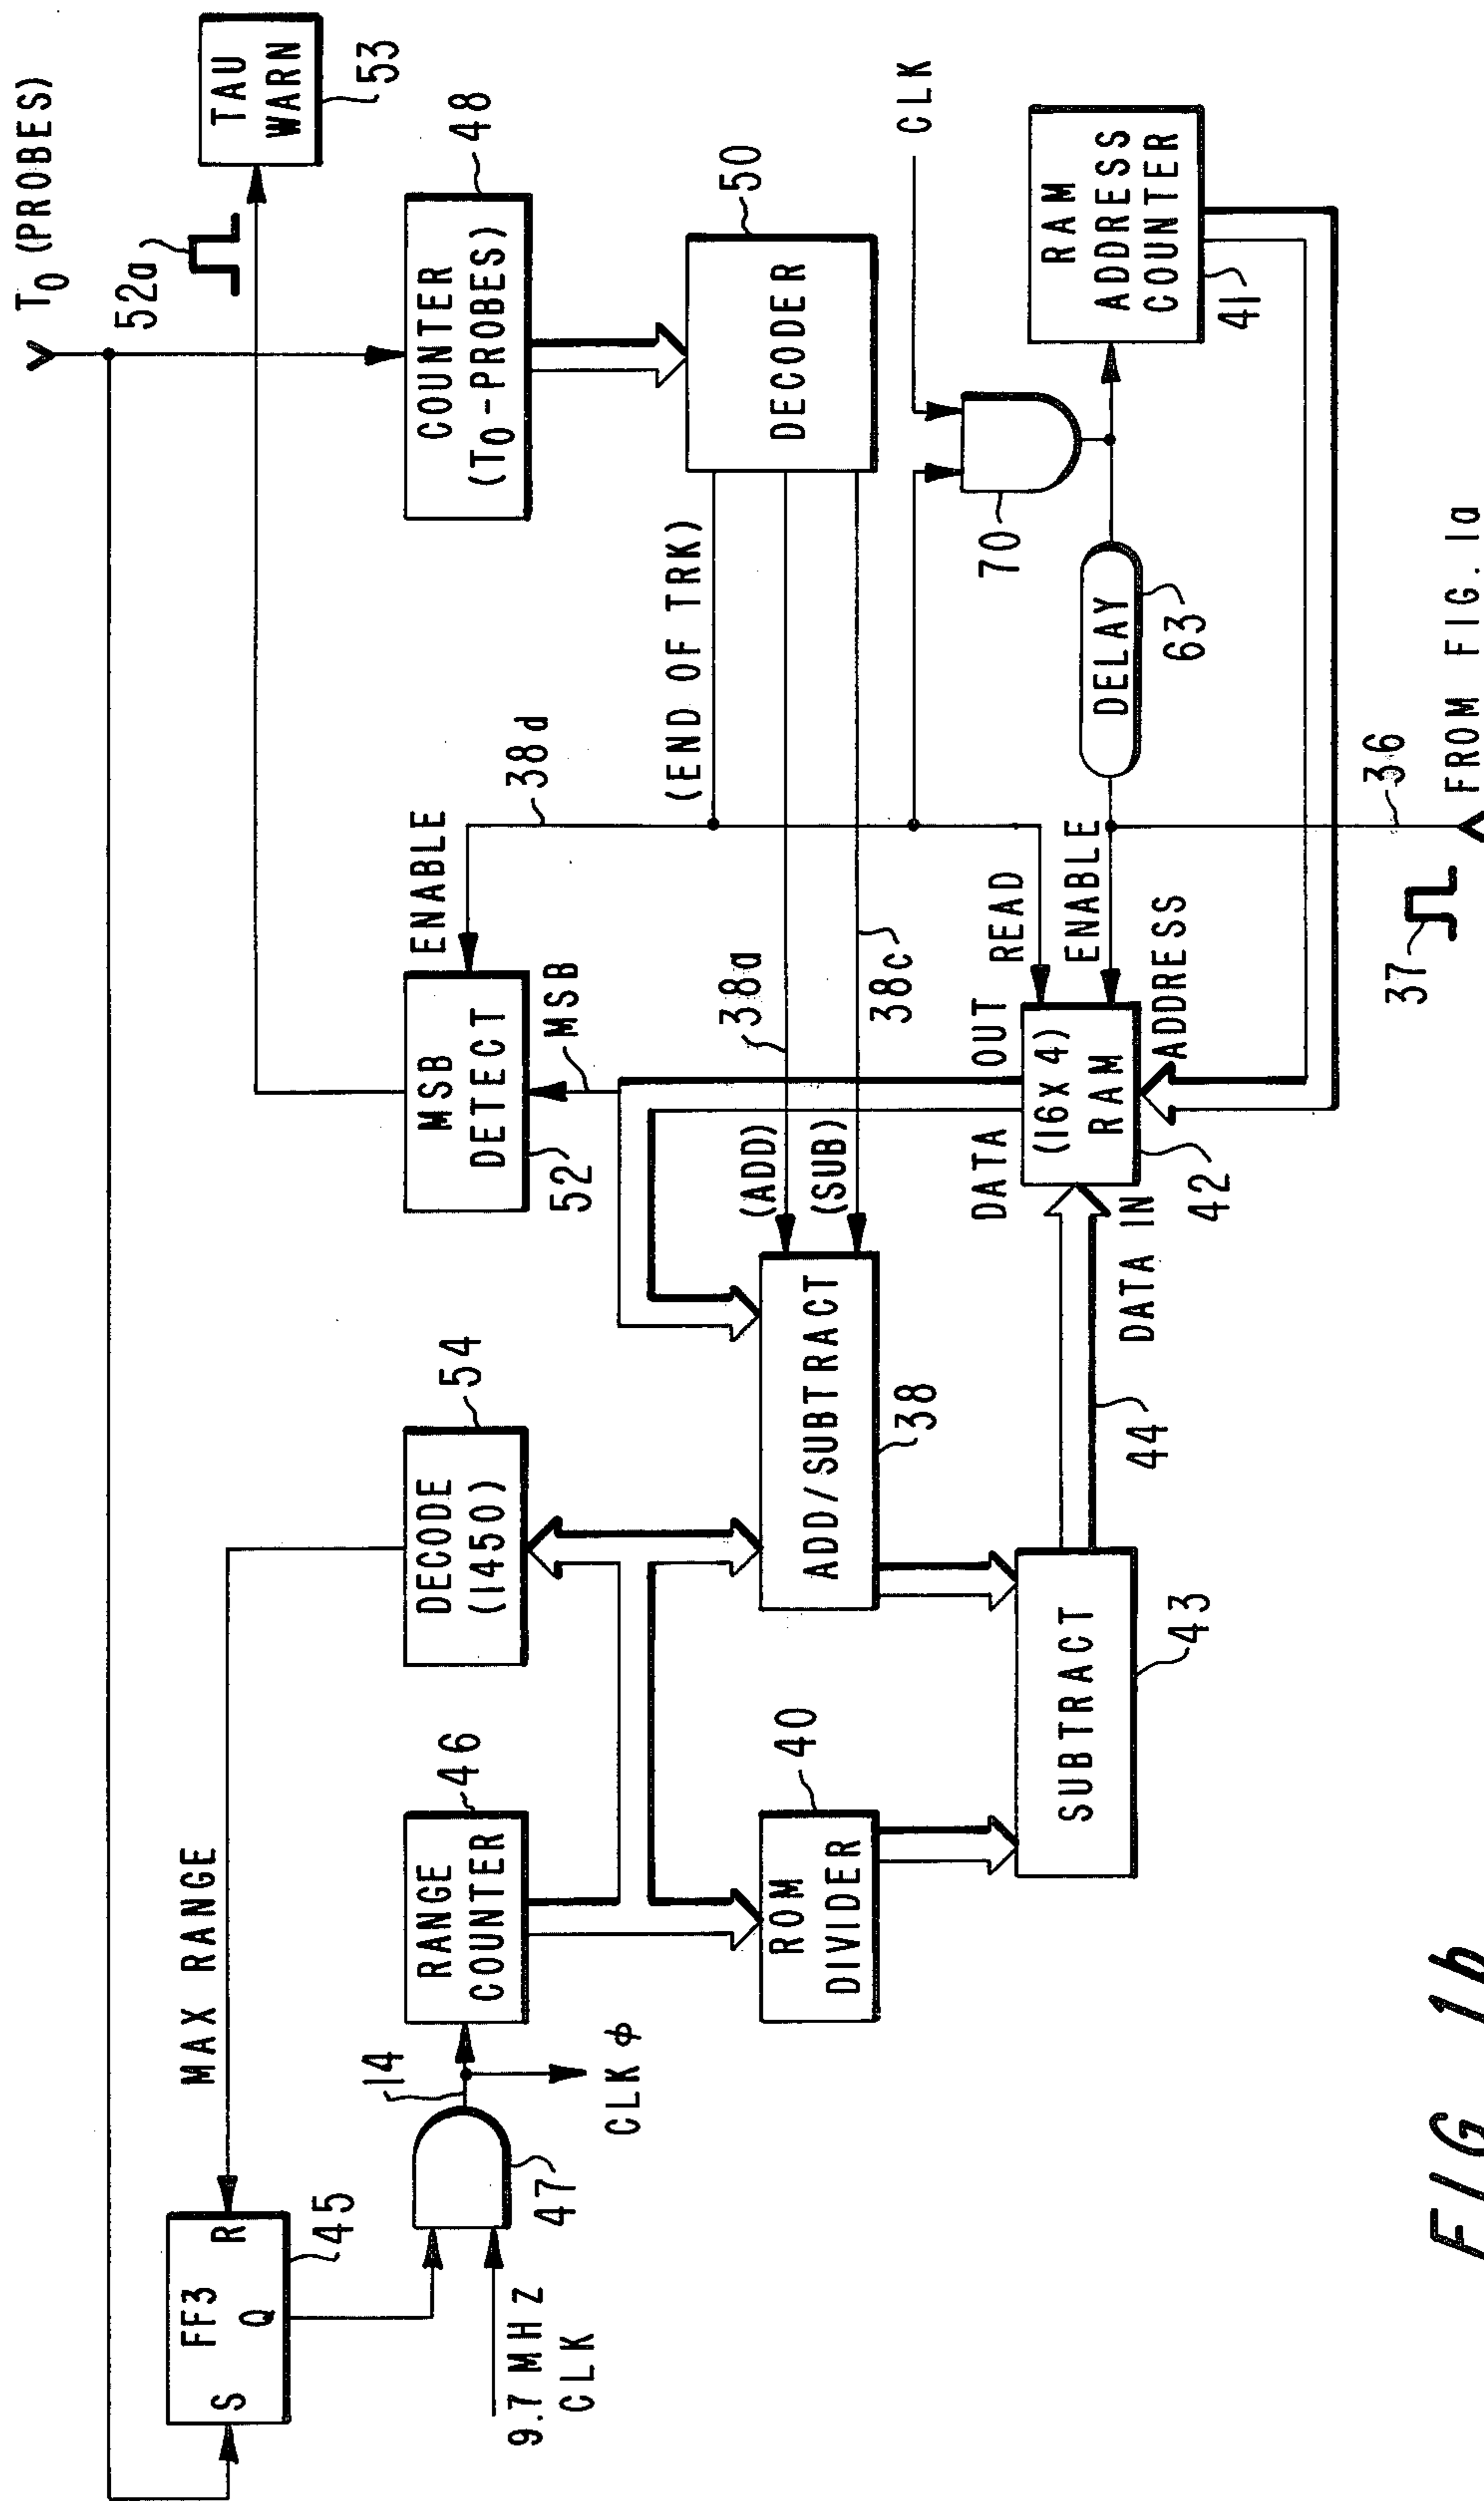 T0 (PROBES)
52a
TAU
WARN
53
MAX RANGE
FF3
S
R
Q
45
9.7 MHz
CLK
47
14
CLK φ
RANGE
COUNTER
46
DECODE
(1450)
54
MSB
DETECT
52
MSB
ENABLE
38d
COUNTER
(T0-PROBES)
48
DECODER
50
(END OF TRK)
38a
38c
(ADD)
(SUB)
ROM
DIVIDER
40
ADD/SUBTRACT
38
SUBTRACT
43
44
DATA IN
DATA OUT
(16x4)
RAM
42
READ
ENABLE
ADDRESS
DELAY
63
70
CLK
RAM
ADDRESS
COUNTER
41
36
37
FROM FIG. 1a
FIG 1b